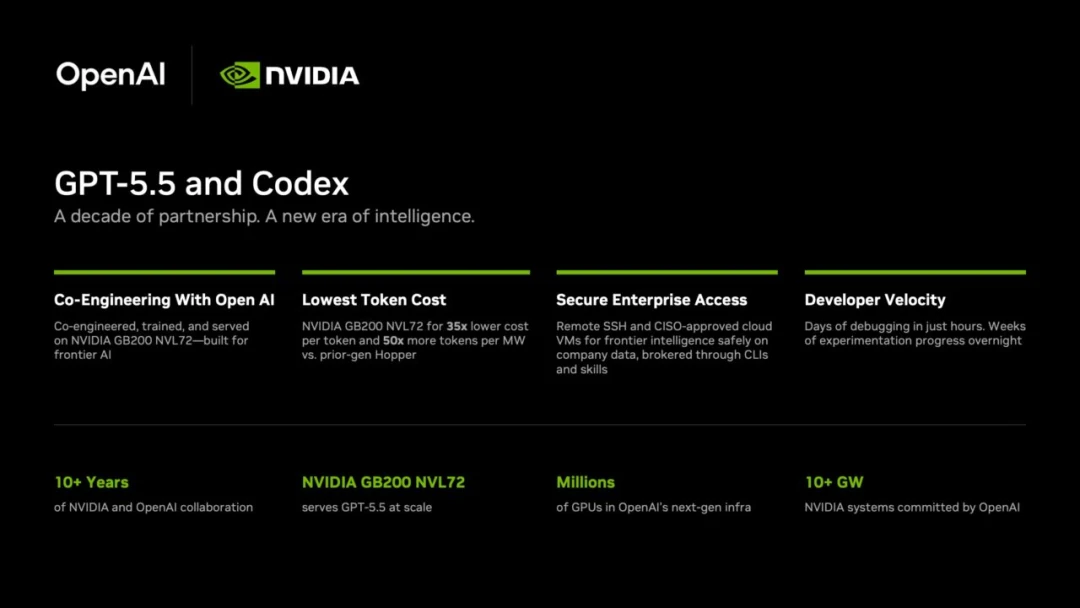 OpenAI
NVIDIA
GPT-5.5 and Codex
A decade of partnership. A new era of intelligence.
Co-Engineering With Open AI
Co-engineered, trained, and served
on NVIDIA GB200 NVL72—built for
frontier AI
Lowest Token Cost
NVIDIA GB200 NVL72 for 35x lower cost
per token and 50x more tokens per MW
vs. prior-gen Hopper
Secure Enterprise Access
Remote SSH and CISO-approved cloud
VMs for frontier intelligence safely on
company data, brokered through CLIs
and skills
Developer Velocity
Days of debugging in just hours. Weeks
of experimentation progress overnight
10+ Years
of NVIDIA and OpenAI collaboration
NVIDIA GB200 NVL72
serves GPT-5.5 at scale
Millions
of GPUs in OpenAI's next-gen infra
10+ GW
NVIDIA systems committed by OpenAI